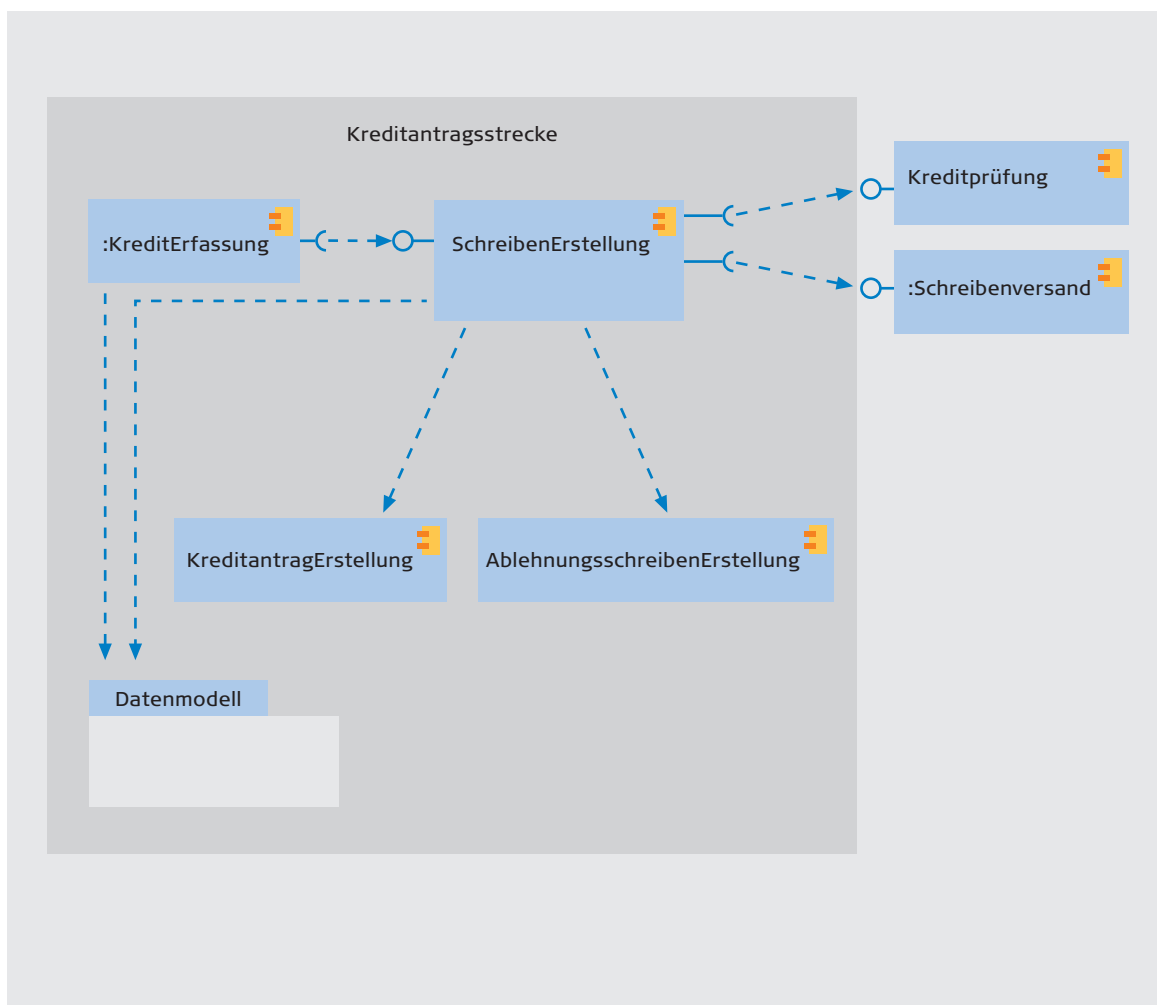 Kreditantragsstrecke
Kreditprüfung
:KreditErfassung
SchreibenErstellung
:Schreibenversand
KreditantragErstellung
AblehnungsschreibenErstellung
Datenmodell